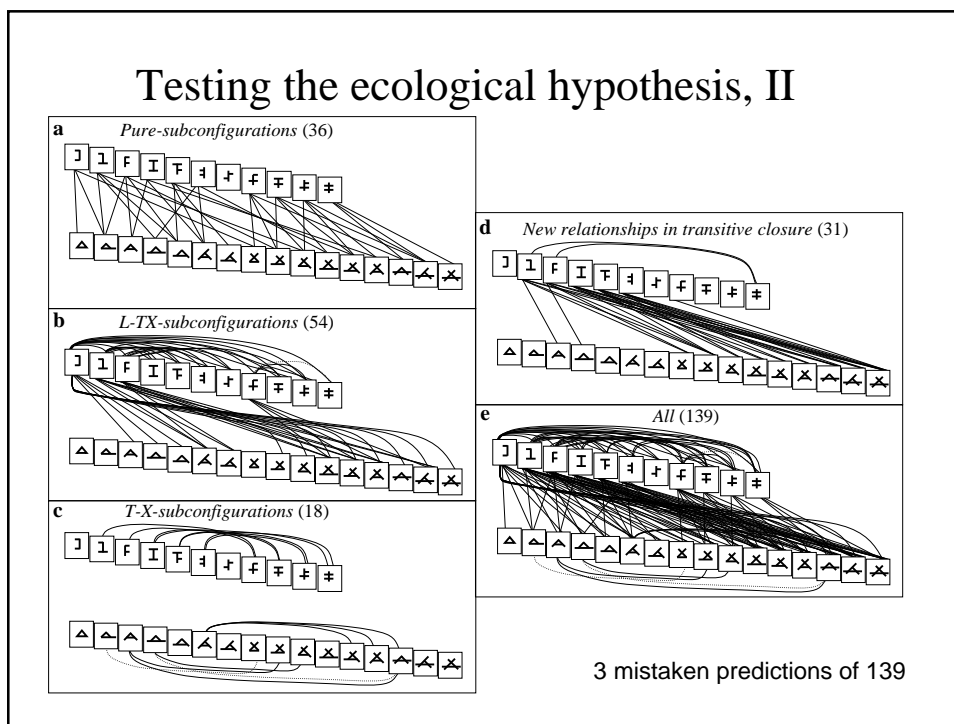 Testing the ecological hypothesis, II
a
Pure-subconfigurations (36)
b
L-TX-subconfigurations (54)
c
T-X-subconfigurations (18)
d
New relationships in transitive closure (31)
e
All (139)
3 mistaken predictions of 139